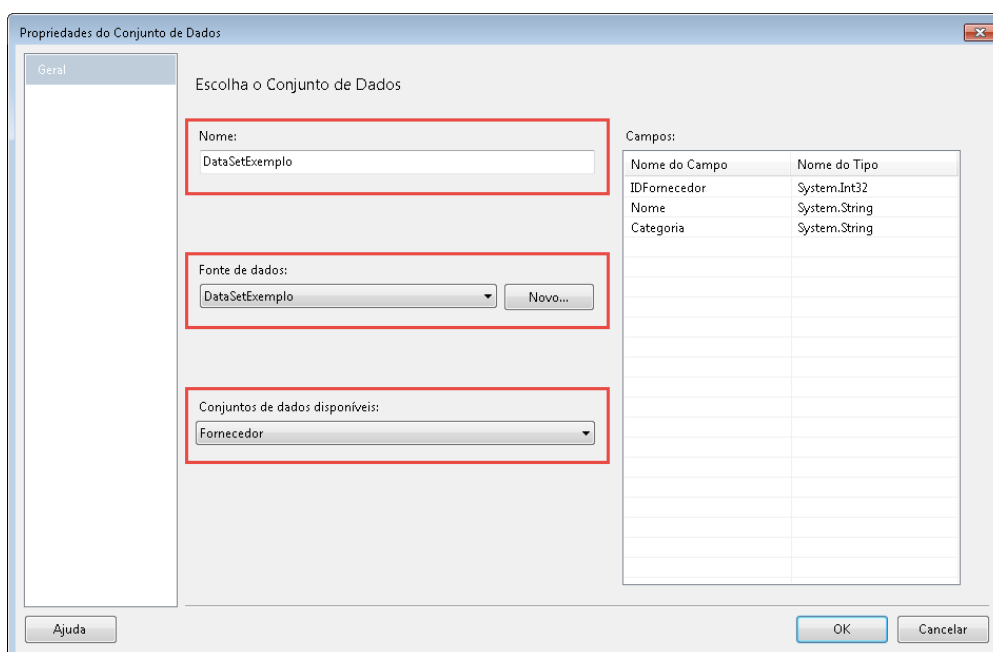 Propriedades do Conjunto de Dados
Geral
Escolha o Conjunto de Dados
Nome:
DataSetExemplo
Fonte de dados:
DataSetExemplo
Novo...
Conjuntos de dados disponíveis:
Fornecedor
Campos:
Nome do Campo Nome do Tipo
IDFornecedor System.Int32
Nome System.String
Categoria System.String
Ajuda
OK
Cancelar